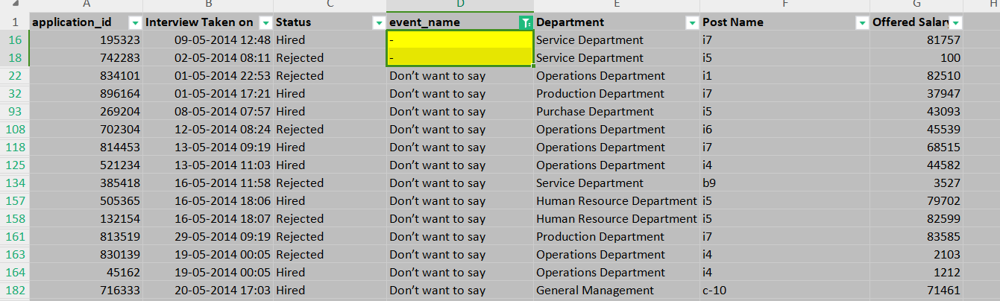 A B C D E F G H
1 application_id Interview Taken on Status event_name Department Post Name Offered Salary
16 195323 09-05-2014 12:48 Hired - Service Department i7 81757
18 742283 02-05-2014 08:11 Rejected - Service Department i5 100
22 834101 01-05-2014 22:53 Rejected Don’t want to say Operations Department i1 82510
32 896164 01-05-2014 17:21 Hired Don’t want to say Production Department i7 37947
93 269204 08-05-2014 07:57 Hired Don’t want to say Purchase Department i5 43093
108 702304 12-05-2014 08:24 Rejected Don’t want to say Operations Department i6 45539
118 814453 13-05-2014 09:19 Hired Don’t want to say Operations Department i7 68515
125 521234 13-05-2014 11:03 Hired Don’t want to say Operations Department i4 44582
134 385418 16-05-2014 11:58 Rejected Don’t want to say Service Department b9 3527
157 505365 16-05-2014 18:06 Hired Don’t want to say Human Resource Department i5 79702
158 132154 16-05-2014 18:07 Rejected Don’t want to say Human Resource Department i5 82599
161 813519 29-05-2014 09:19 Rejected Don’t want to say Production Department i7 83585
163 830139 19-05-2014 00:05 Rejected Don’t want to say Operations Department i4 2103
164 45162 19-05-2014 00:05 Hired Don’t want to say Operations Department i4 1212
182 716333 20-05-2014 17:03 Hired Don’t want to say General Management c-10 71461